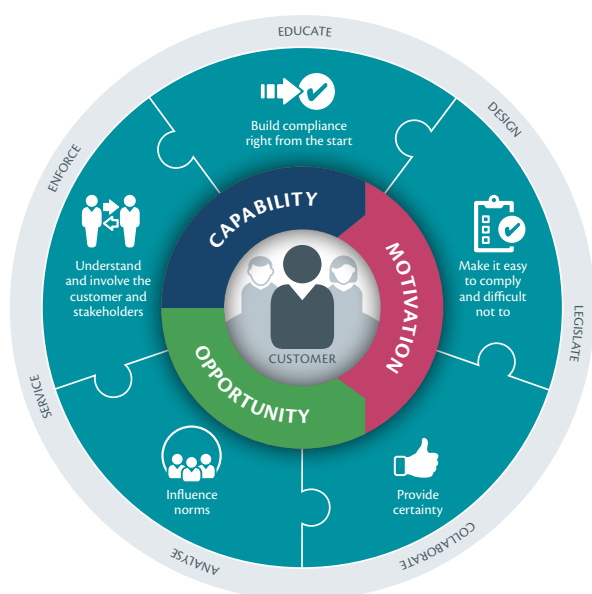 EDUCATE
DESIGN
LEGISLATE
COLLABORATE
ANALYSE
SERVICE
ENFORCE
Build compliance
right from the start
Make it easy
to comply
and difficult
not to
Provide
certainty
Influence
norms
Understand
and involve the
customer and
stakeholders
CAPABILITY
MOTIVATION
OPPORTUNITY
CUSTOMER